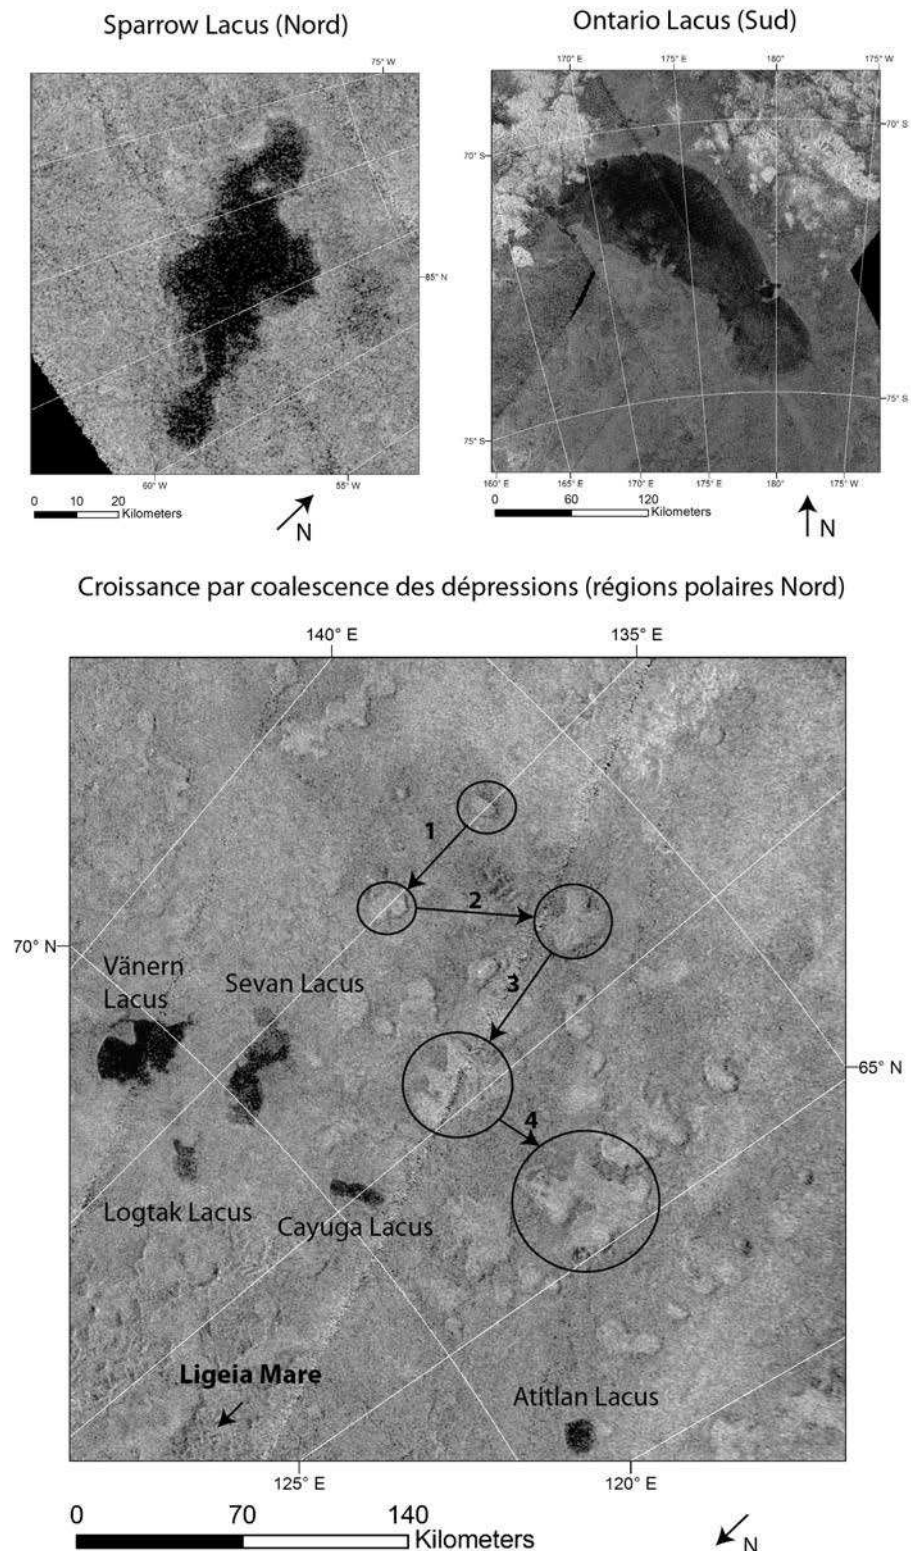 Sparrow Lacus (Nord)
Ontario Lacus (Sud)
75° W
170° E
175° E
180°
175° W
70° S
70° S
85° N
75° S
75° S
60° W
55° W
160° E
165° E
170° E
175° E
180°
175° W
0 10 20
Kilometers
N
0 60 120
Kilometers
N
Croissance par coalescence des dépressions (régions polaires Nord)
140° E
135° E
1
2
70° N
Vänern
Lacus
Sevan Lacus
3
65° N
4
Logtak Lacus
Cayuga Lacus
Ligeia Mare
Atitlan Lacus
125° E
120° E
0 70 140
Kilometers
N